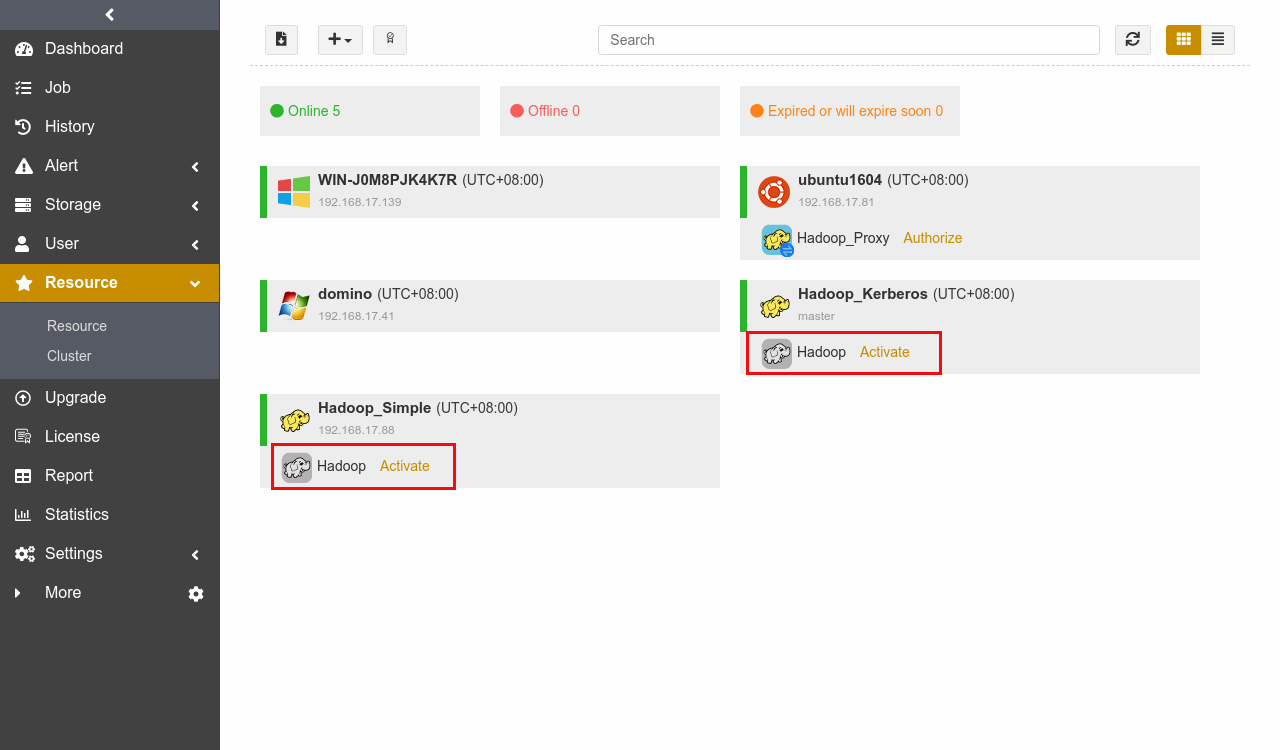 Dashboard
Job
History
Alert
Storage
User
Resource
Resource
Cluster
Upgrade
License
Report
Statistics
Settings
More
Search
Online 5
Offline 0
Expired or will expire soon 0
WIN-J0M8PJK4K7R (UTC+08:00)
192.168.17.139
ubuntu1604 (UTC+08:00)
192.168.17.81
Hadoop_Proxy Authorize
domino (UTC+08:00)
192.168.17.41
Hadoop_Kerberos (UTC+08:00)
master
Hadoop Activate
Hadoop_Simple (UTC+08:00)
192.168.17.88
Hadoop Activate